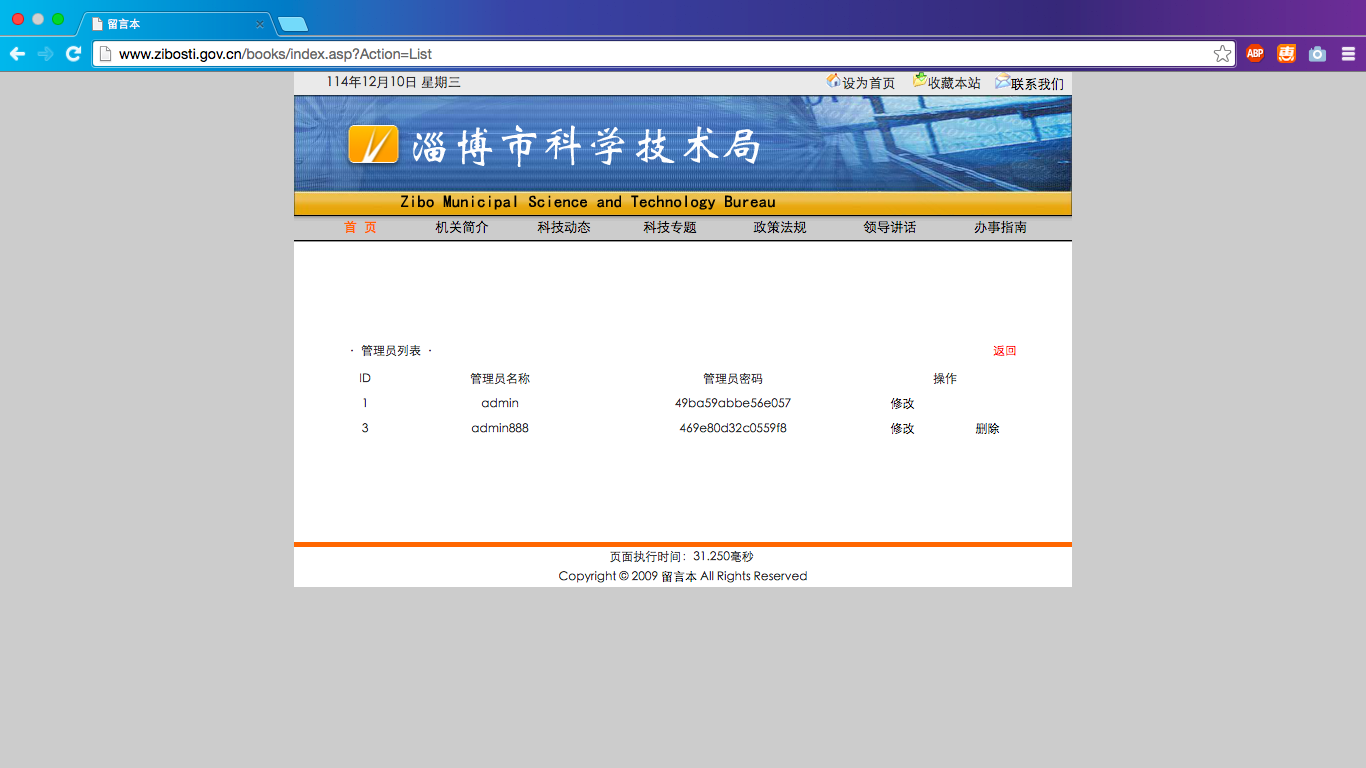 留言本
www.zibosti.gov.cn/books/index.asp?Action=List
ABP
114年12月10日 星期三 设为首页 收藏本站 联系我们
淄博市科学技术局
Zibo Municipal Science and Technology Bureau
首 页 机关简介 科技动态 科技专题 政策法规 领导讲话 办事指南
· 管理员列表 · 返回
ID 管理员名称 管理员密码 操作
1 admin 49ba59abbe56e057 修改
3 admin888 469e80d32c0559f8 修改 删除
页面执行时间：31.250毫秒
Copyright © 2009 留言本 All Rights Reserved